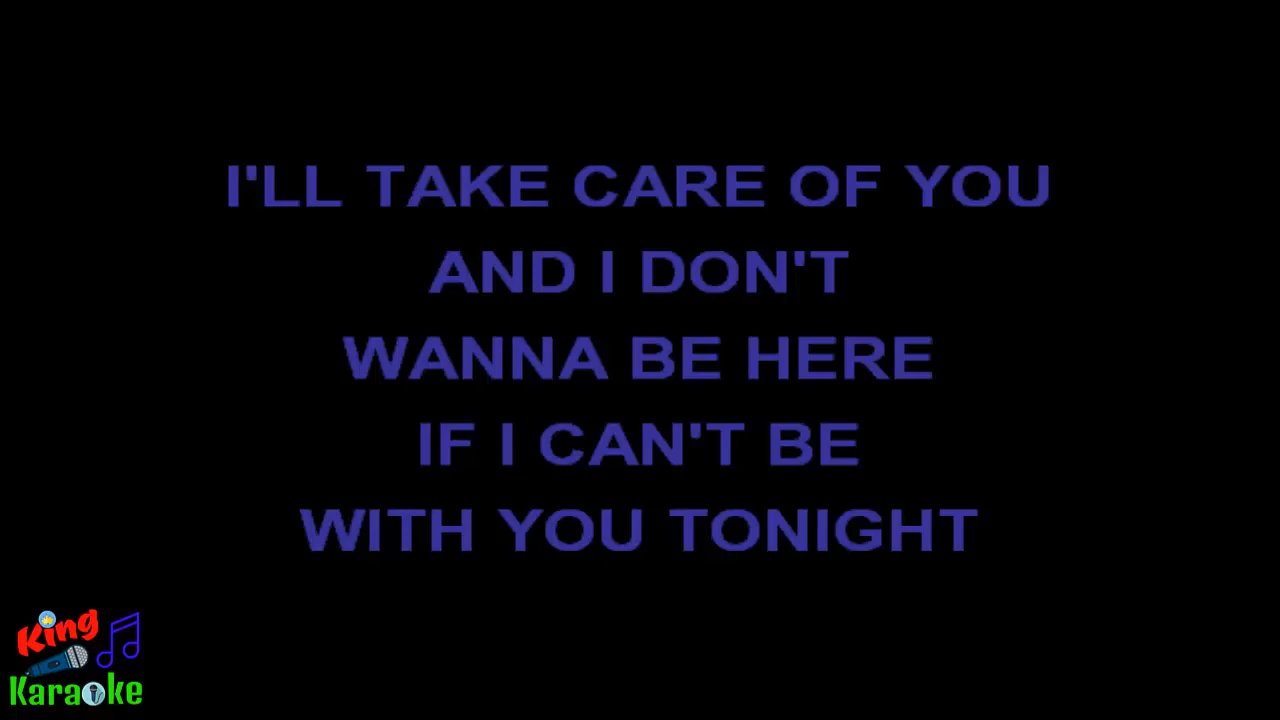 I'LL TAKE CARE OF YOU
AND I DON'T
WANNA BE HERE
IF I CAN'T BE
WITH YOU TONIGHT
King
Karaoke